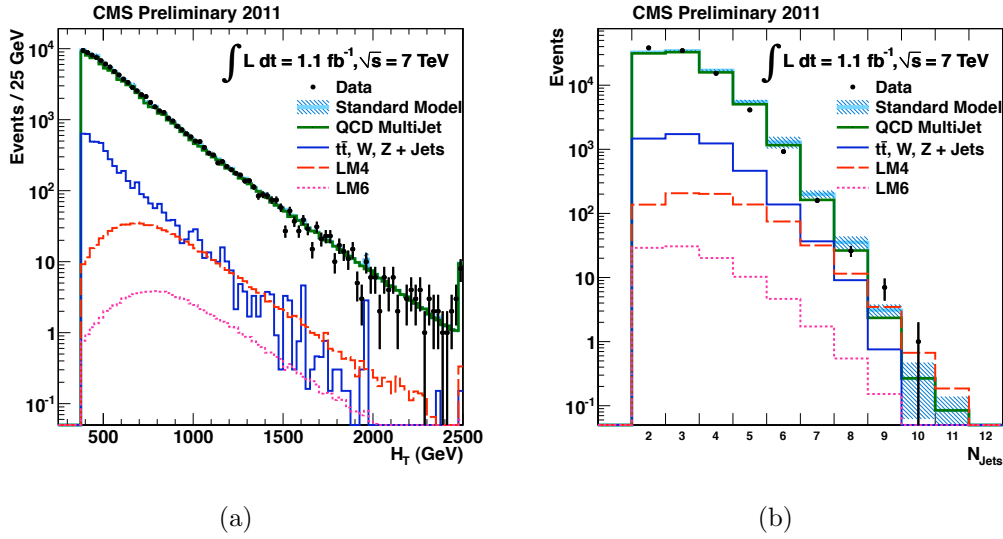 CMS Preliminary 2011
∫ L dt = 1.1 fb⁻¹, √s = 7 TeV
Data
Standard Model
QCD MultiJet
tt̄, W, Z + Jets
LM4
LM6
Events / 25 GeV
10⁴
10³
10²
10
1
10⁻¹
500 1000 1500 2000 2500
H_T (GeV)
(a)
CMS Preliminary 2011
∫ L dt = 1.1 fb⁻¹, √s = 7 TeV
Data
Standard Model
QCD MultiJet
tt̄, W, Z + Jets
LM4
LM6
Events
10⁴
10³
10²
10
1
10⁻¹
2 3 4 5 6 7 8 9 10 11 12
N_Jets
(b)